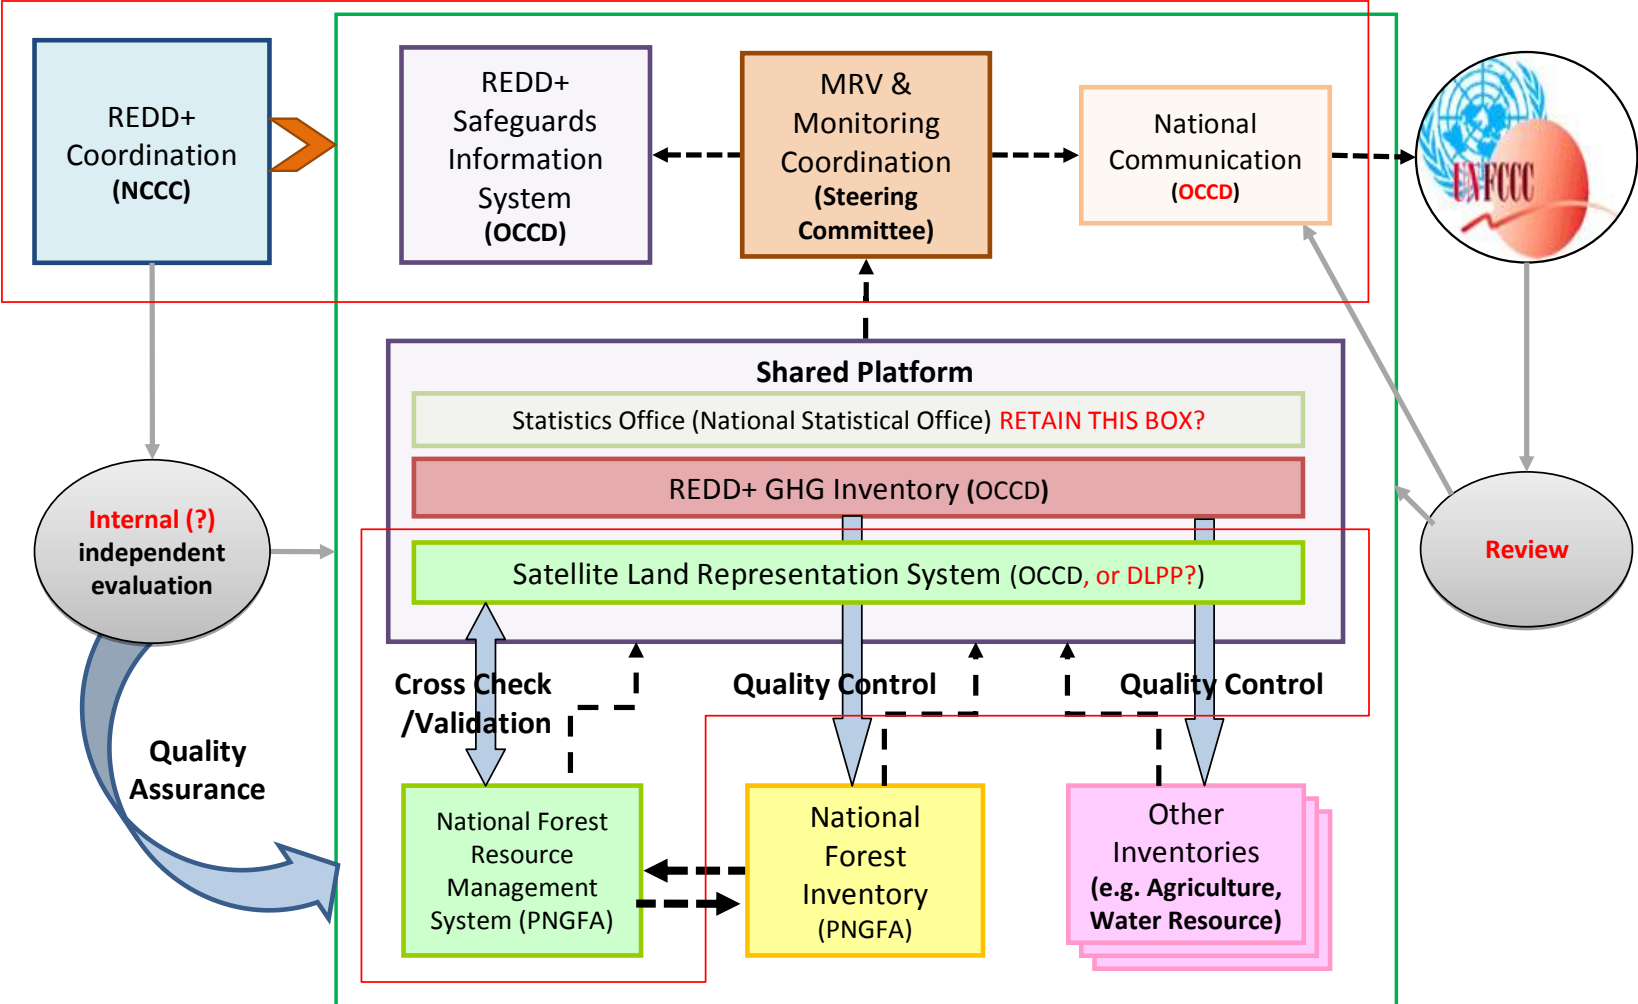 REDD+
Coordination
(NCCC)
REDD+
Safeguards
Information
System
(OCCD)
MRV &
Monitoring
Coordination
(Steering
Committee)
National
Communication
(OCCD)
UNFCCC
Shared Platform
Statistics Office (National Statistical Office) RETAIN THIS BOX?
REDD+ GHG Inventory (OCCD)
Satellite Land Representation System (OCCD, or DLPP?)
Internal (?)
independent
evaluation
Review
Cross Check
/Validation
Quality Control
Quality Control
Quality
Assurance
National Forest
Resource
Management
System (PNGFA)
National
Forest
Inventory
(PNGFA)
Other
Inventories
(e.g. Agriculture,
Water Resource)